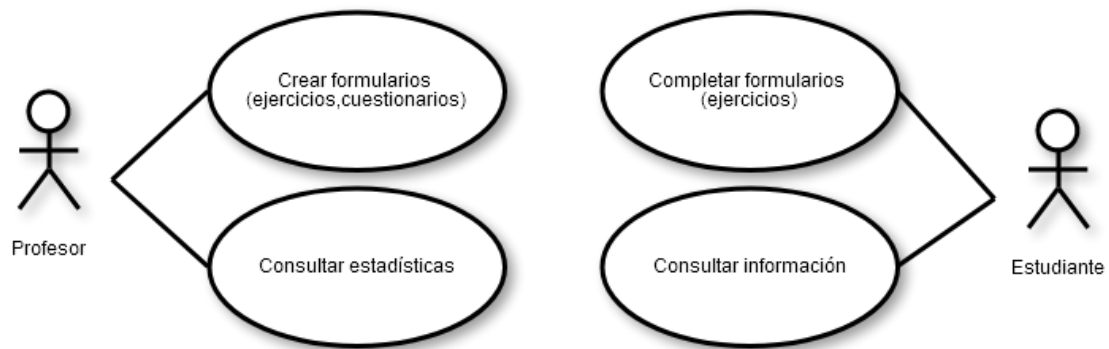 Crear formularios
(ejercicios,cuestionarios)
Completar formularios
(ejercicios)
Profesor
Consultar estadísticas
Consultar información
Estudiante